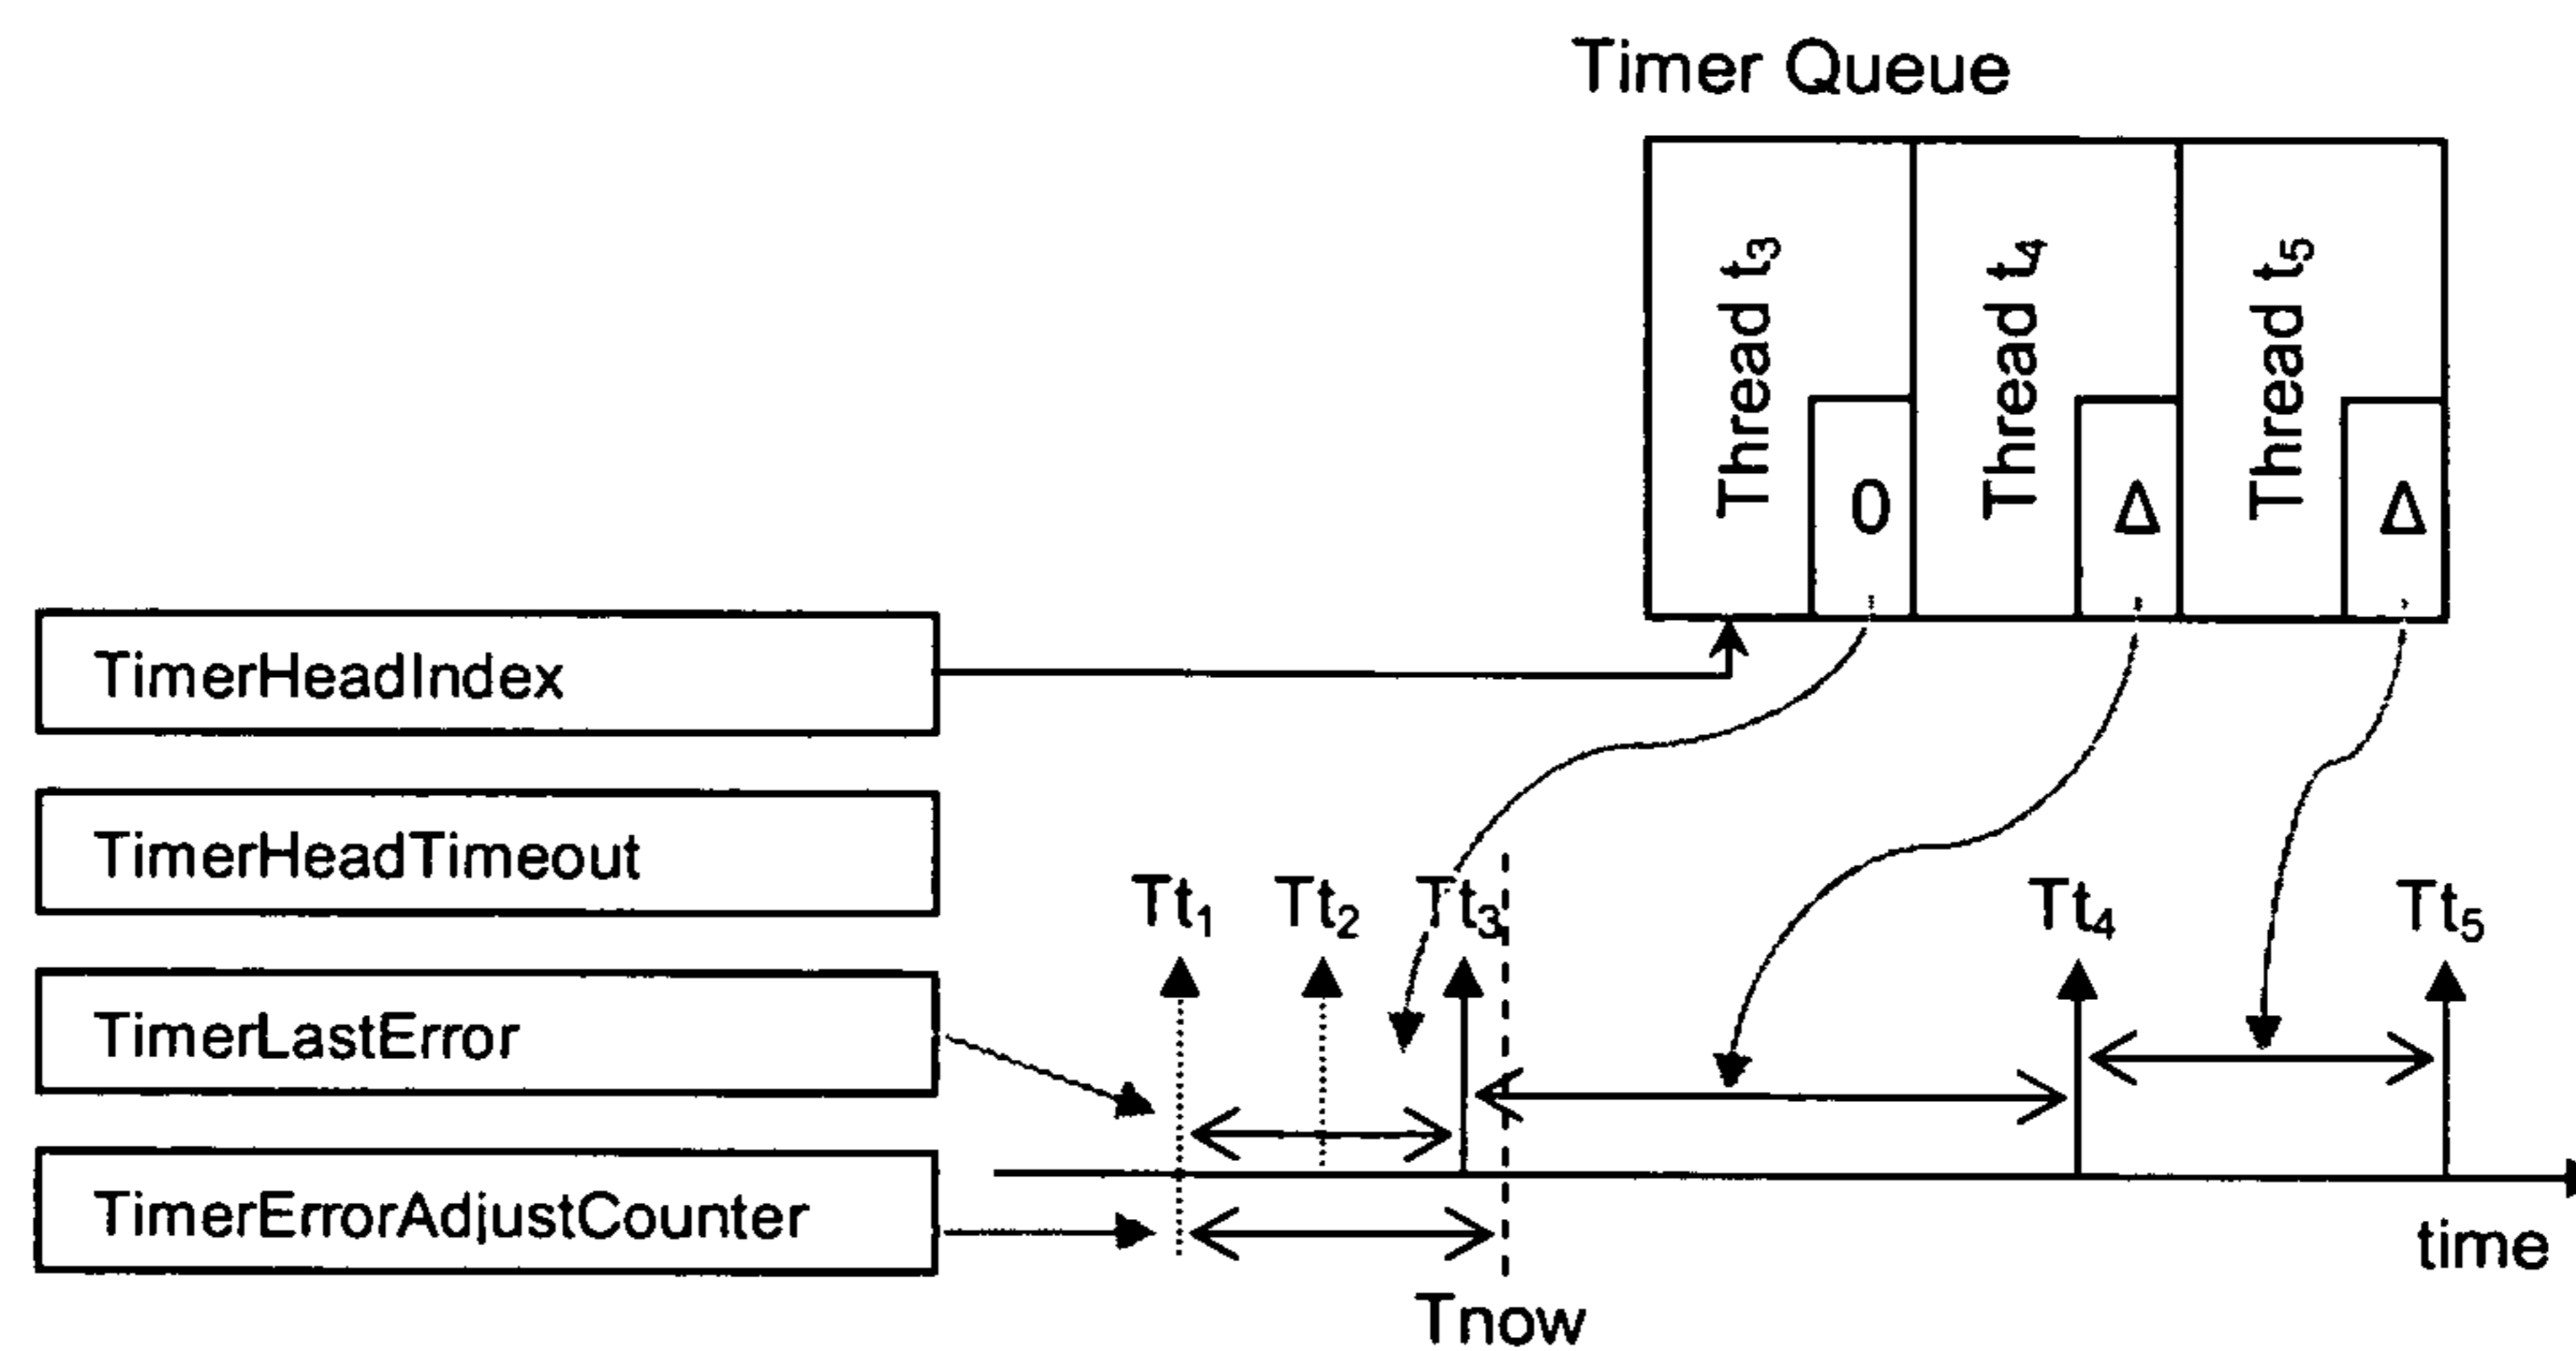 Timer Queue
Thread t₃
0
Thread t₄
Δ
Thread t₅
Δ
TimerHeadIndex
TimerHeadTimeout
Tt₁
Tt₂
Tt₃
Tt₄
Tt₅
TimerLastError
TimerErrorAdjustCounter
time
Tnow